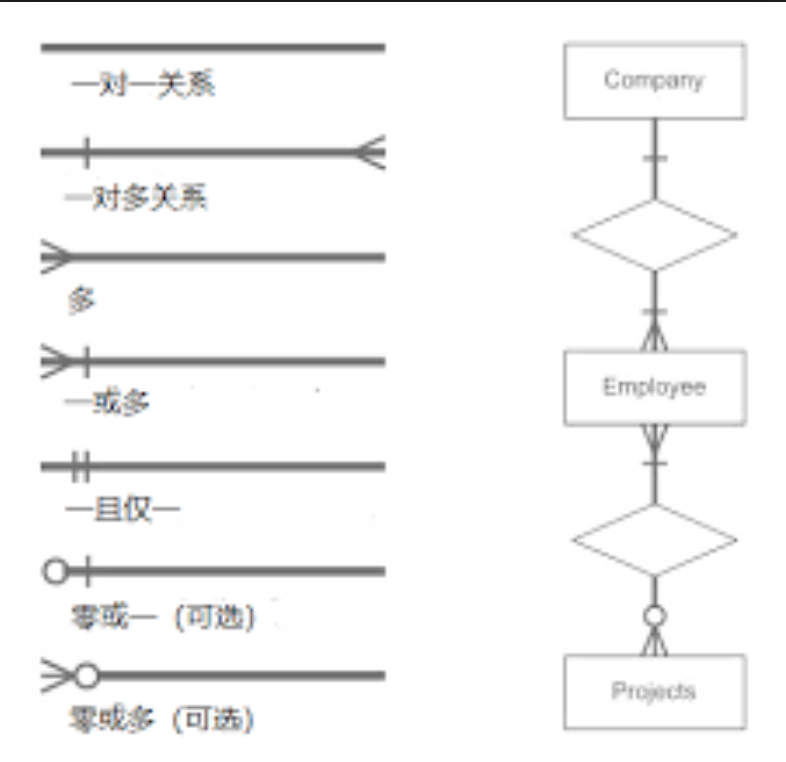 一对一关系
一对多关系
多
一或多
一且仅一
零或一 (可选)
零或多 (可选)
Company
Employee
Projects